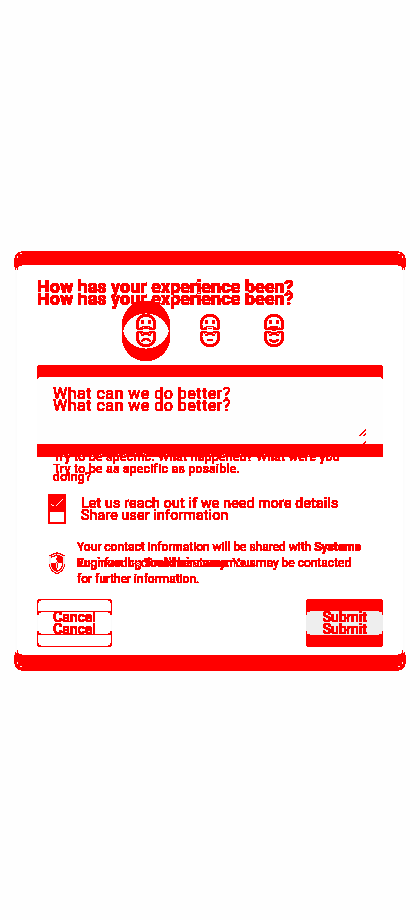 How has your experience been?
How has your experience been?
What can we do better?
What can we do better?
Try to be specific. What happened? What were you
Try to be as specific as possible.
doing?
Let us reach out if we need more details
Share user information
Your contact information will be shared with Systems
may be contacted
for further information.
Cancel
Cancel
Submit
Submit